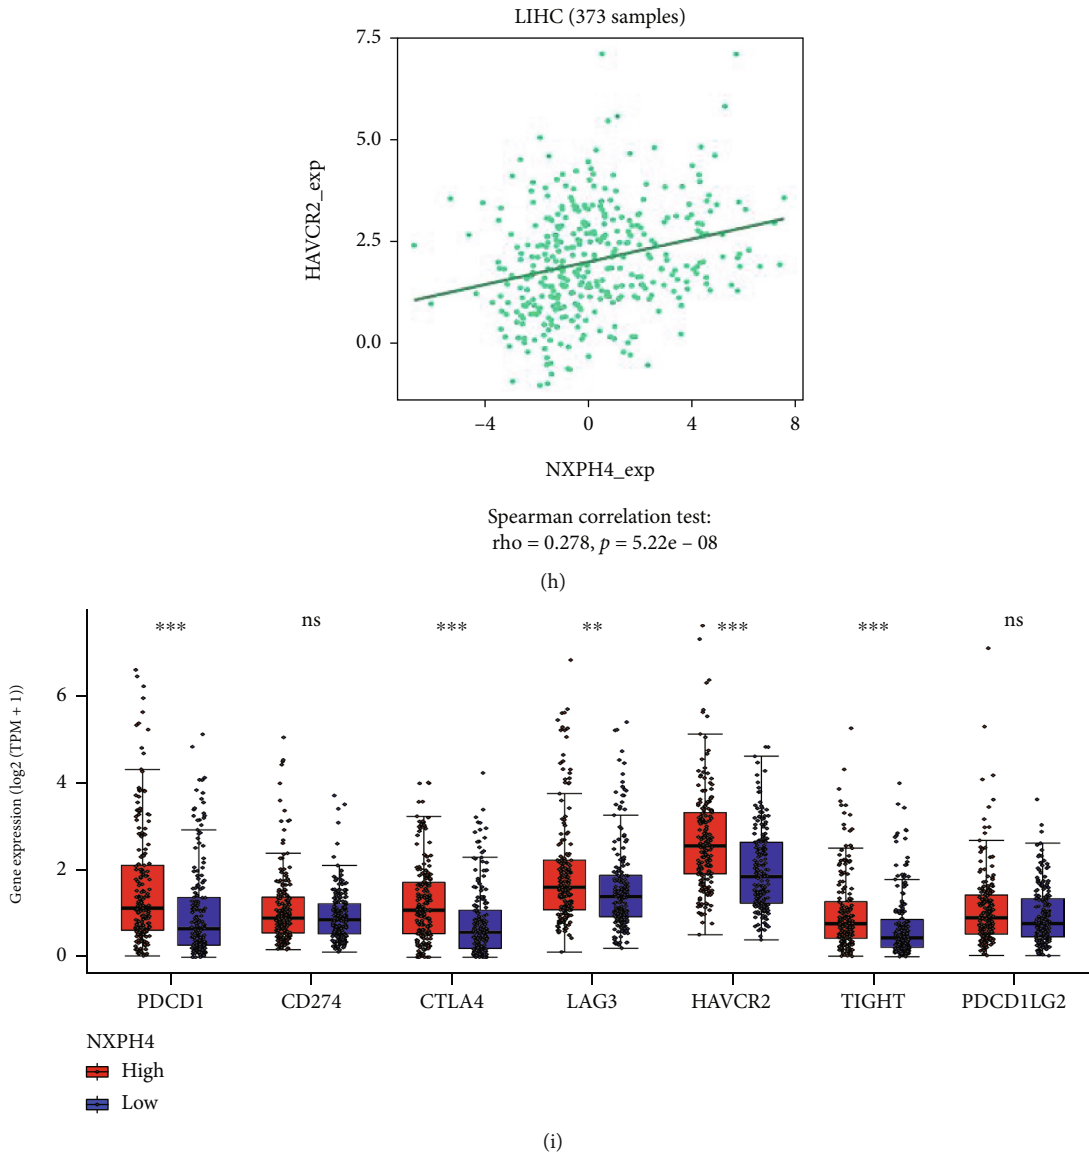 LIHC (373 samples)
7.5
5.0
2.5
0.0
HAVCR2_exp
−4 0 4 8
NXPH4_exp
Spearman correlation test:
rho = 0.278, p = 5.22e – 08
(h)
*** ns *** ** *** *** ns
6
4
2
0
Gene expression (log2 (TPM + 1))
PDCD1 CD274 CTLA4 LAG3 HAVCR2 TIGHT PDCD1LG2
NXPH4
High
Low
(i)